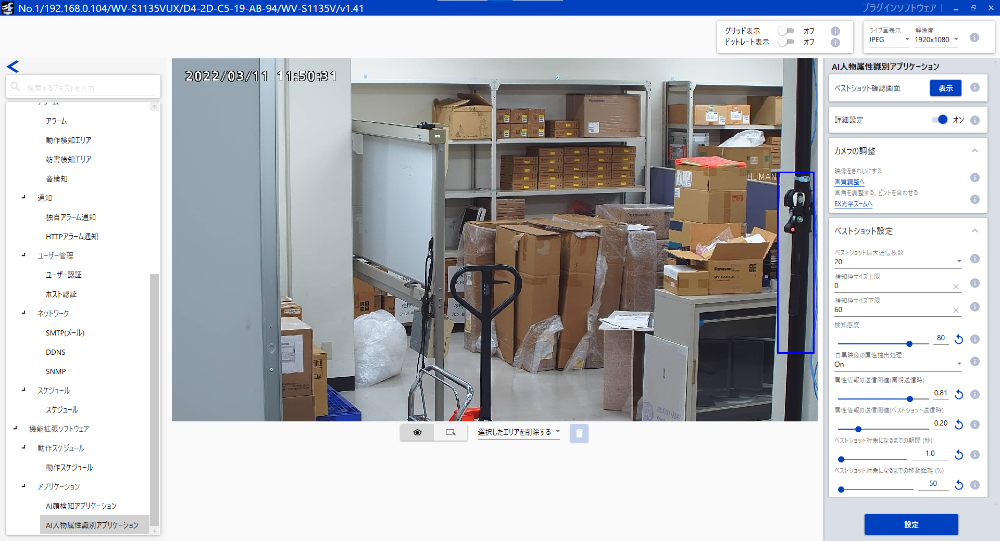 No.1/192.168.0.104/WV-S1135VUX/D4-2D-C5-19-AB-94/WV-S1135V/v1.41
プラグインソフトウェア
グリッド表示 オフ
ビットレート表示 オフ
ライブ画表示 解像度
JPEG 1920x1080
検索するテキストを入力
アラーム
アラーム
動作検知エリア
妨害検知エリア
音検知
通知
独自アラーム通知
HTTPアラーム通知
ユーザー管理
ユーザー認証
ホスト認証
ネットワーク
SMTP(メール)
DDNS
SNMP
スケジュール
スケジュール
機能拡張ソフトウェア
動作スケジュール
動作スケジュール
アプリケーション
AI顔検知アプリケーション
AI人物属性識別アプリケーション
2022/03/11 11:50:31
Panasonic
HUMAN
Panasonic
Panasonic
使用
使用
選択したエリアを削除する
AI人物属性識別アプリケーション
ベストショット確認画面 表示
詳細設定 オン
カメラの調整
映像をきれいにする
画質調整へ
画角を調整する、ピントを合わせる
EX光学ズームへ
ベストショット設定
ベストショット最大送信枚数
20
検知枠サイズ上限
0
検知枠サイズ下限
60
検知感度
80
白黒映像の属性抽出処理
On
属性情報の送信閾値(周期送信時)
0.81
属性情報の送信閾値(ベストショット送信時)
0.20
ベストショット対象になるまでの期間 (秒)
1.0
ベストショット対象になるまでの移動距離 (%)
50
設定